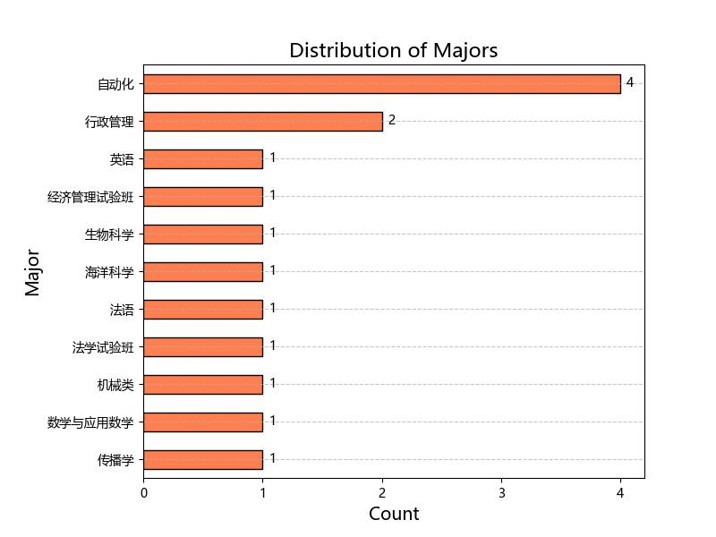 Distribution of Majors
自动化 4
行政管理 2
英语 1
经济管理试验班 1
生物科学 1
海洋科学 1
法语 1
法学试验班 1
机械类 1
数学与应用数学 1
传播学 1
0 1 2 3 4
Count
Major